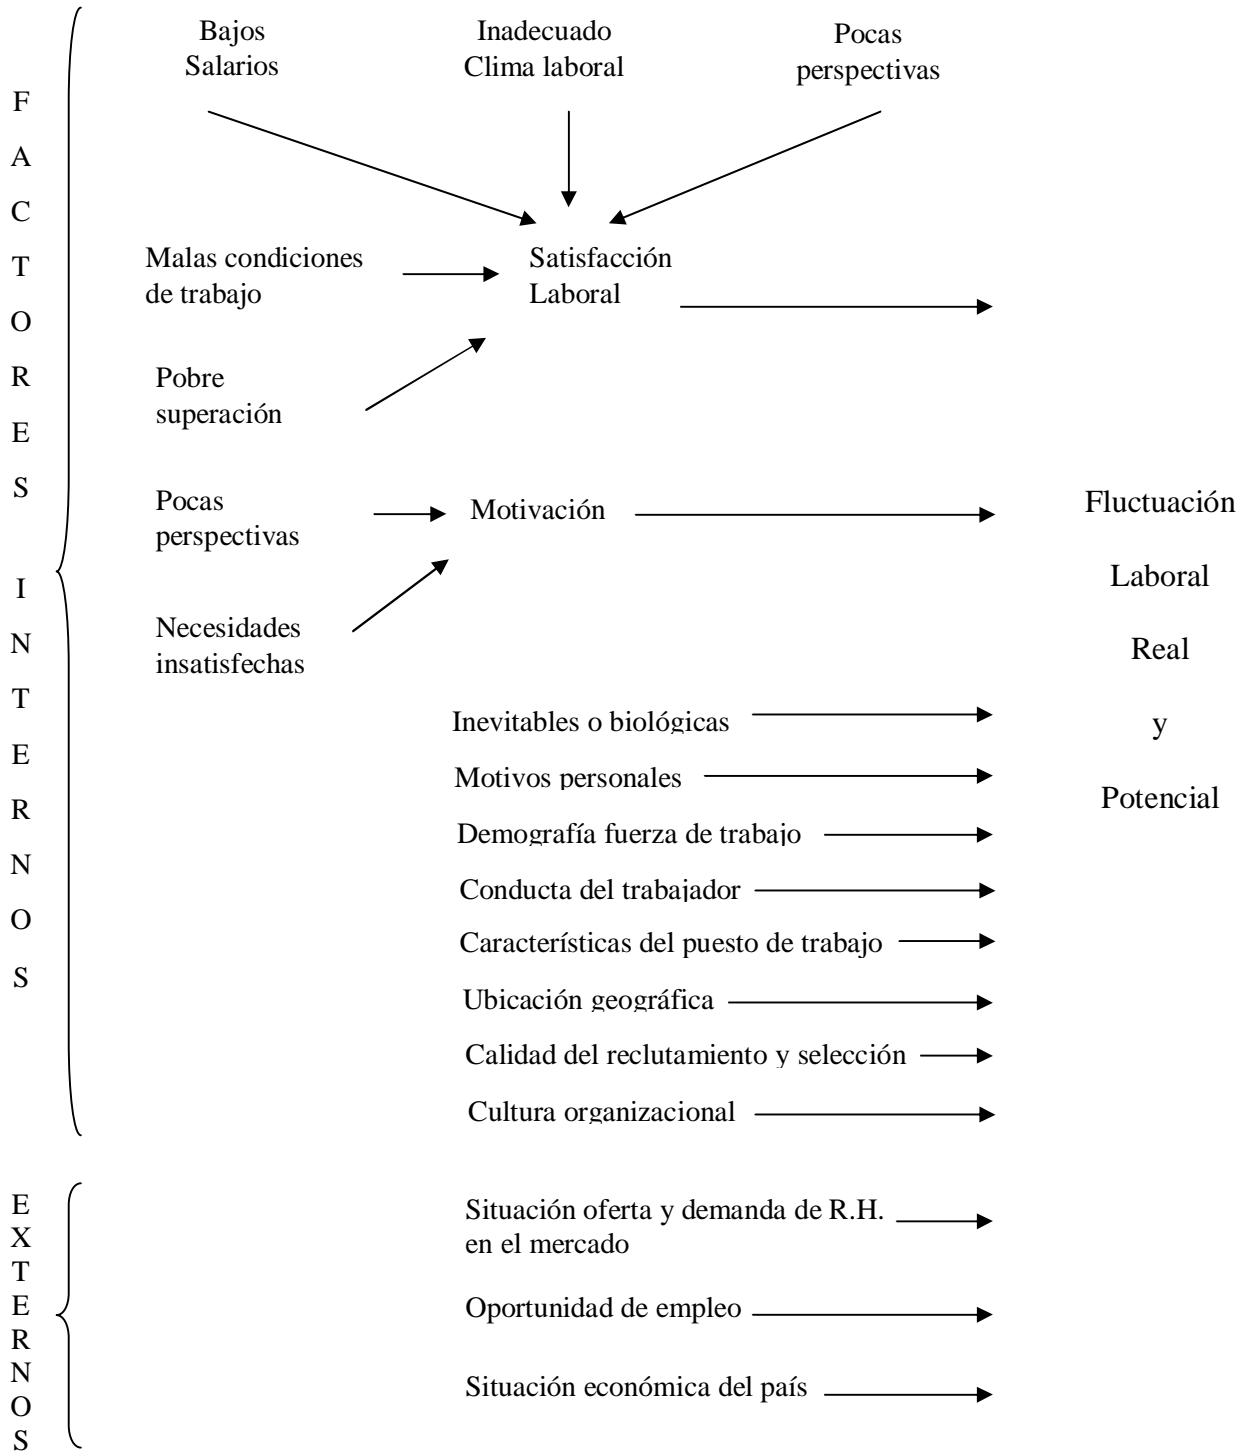 FACTORES INTERNOS
Bajos
Salarios
Inadecuado
Clima laboral
Pocas
perspectivas
Malas condiciones
de trabajo
Satisfacción
Laboral
Pobre
superación
Pocas
perspectivas
Motivación
Necesidades
insatisfechas
Inevitables o biológicas
Motivos personales
Demografía fuerza de trabajo
Conducta del trabajador
Características del puesto de trabajo
Ubicación geográfica
Calidad del reclutamiento y selección
Cultura organizacional
Fluctuación
Laboral
Real
y
Potencial
EXTERNOS
Situación oferta y demanda de R.H.
en el mercado
Oportunidad de empleo
Situación económica del país